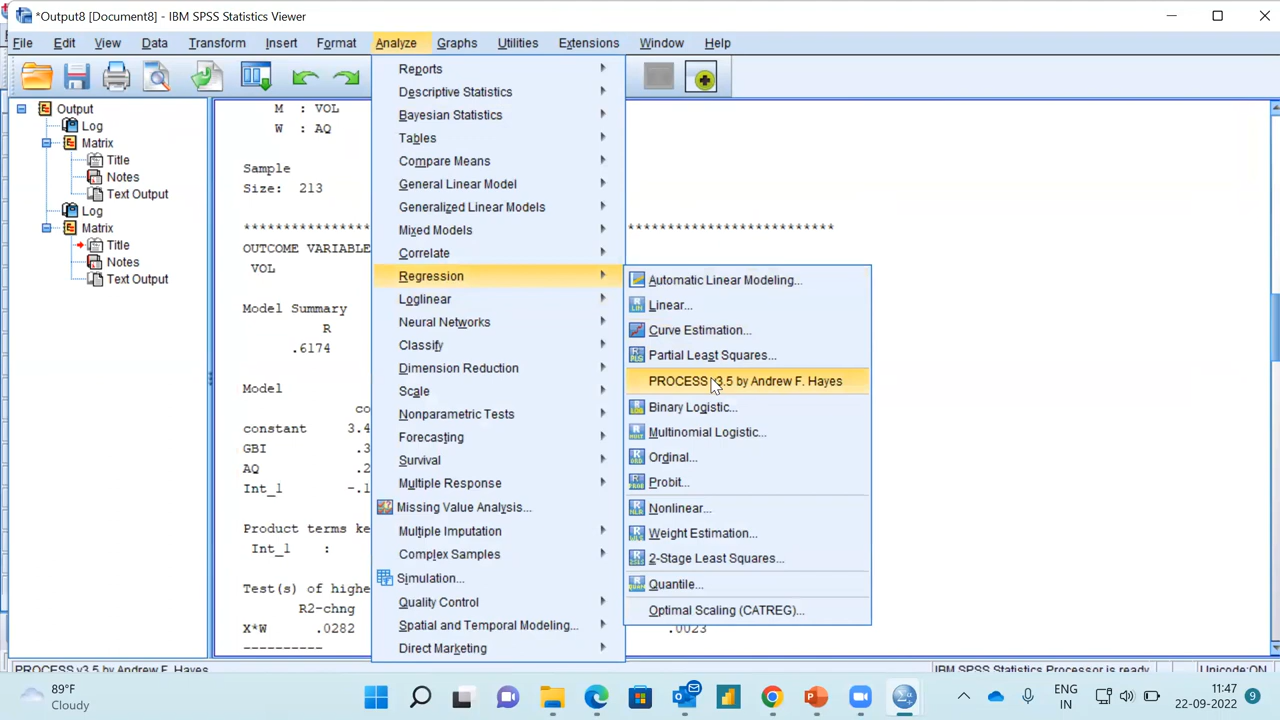 *Output8 [Document8] - IBM SPSS Statistics Viewer
File Edit View Data Transform Insert Format Analyze Graphs Utilities Extensions Window Help
Output
Log
Matrix
Title
Notes
Text Output
Log
Matrix
Title
Notes
Text Output
M : VOL
W : AQ
Sample
Size: 213
OUTCOME VARIABLE
VOL
Model Summary
R
.6174
Model
co
constant 3.4
GBI .3
AQ .2
Int_1 -.1
Product terms ke
Int_1 :
Test(s) of highe
R2-chng
X*W .0282 .0023
----------
Reports
Descriptive Statistics
Bayesian Statistics
Tables
Compare Means
General Linear Model
Generalized Linear Models
Mixed Models
Correlate
Regression
Loglinear
Neural Networks
Classify
Dimension Reduction
Scale
Nonparametric Tests
Forecasting
Survival
Multiple Response
Missing Value Analysis...
Multiple Imputation
Complex Samples
Simulation...
Quality Control
Spatial and Temporal Modeling...
Direct Marketing
Automatic Linear Modeling...
Linear...
Curve Estimation...
Partial Least Squares...
PROCESS v3.5 by Andrew F. Hayes
Binary Logistic...
Multinomial Logistic...
Ordinal...
Probit...
Nonlinear...
Weight Estimation...
2-Stage Least Squares...
Quantile...
Optimal Scaling (CATREG)...
PROCESS v3.5 by Andrew F. Hayes
IBM SPSS Statistics Processor is ready
Unicode:ON
89°F
Cloudy
ENG
IN
11:47
22-09-2022
9